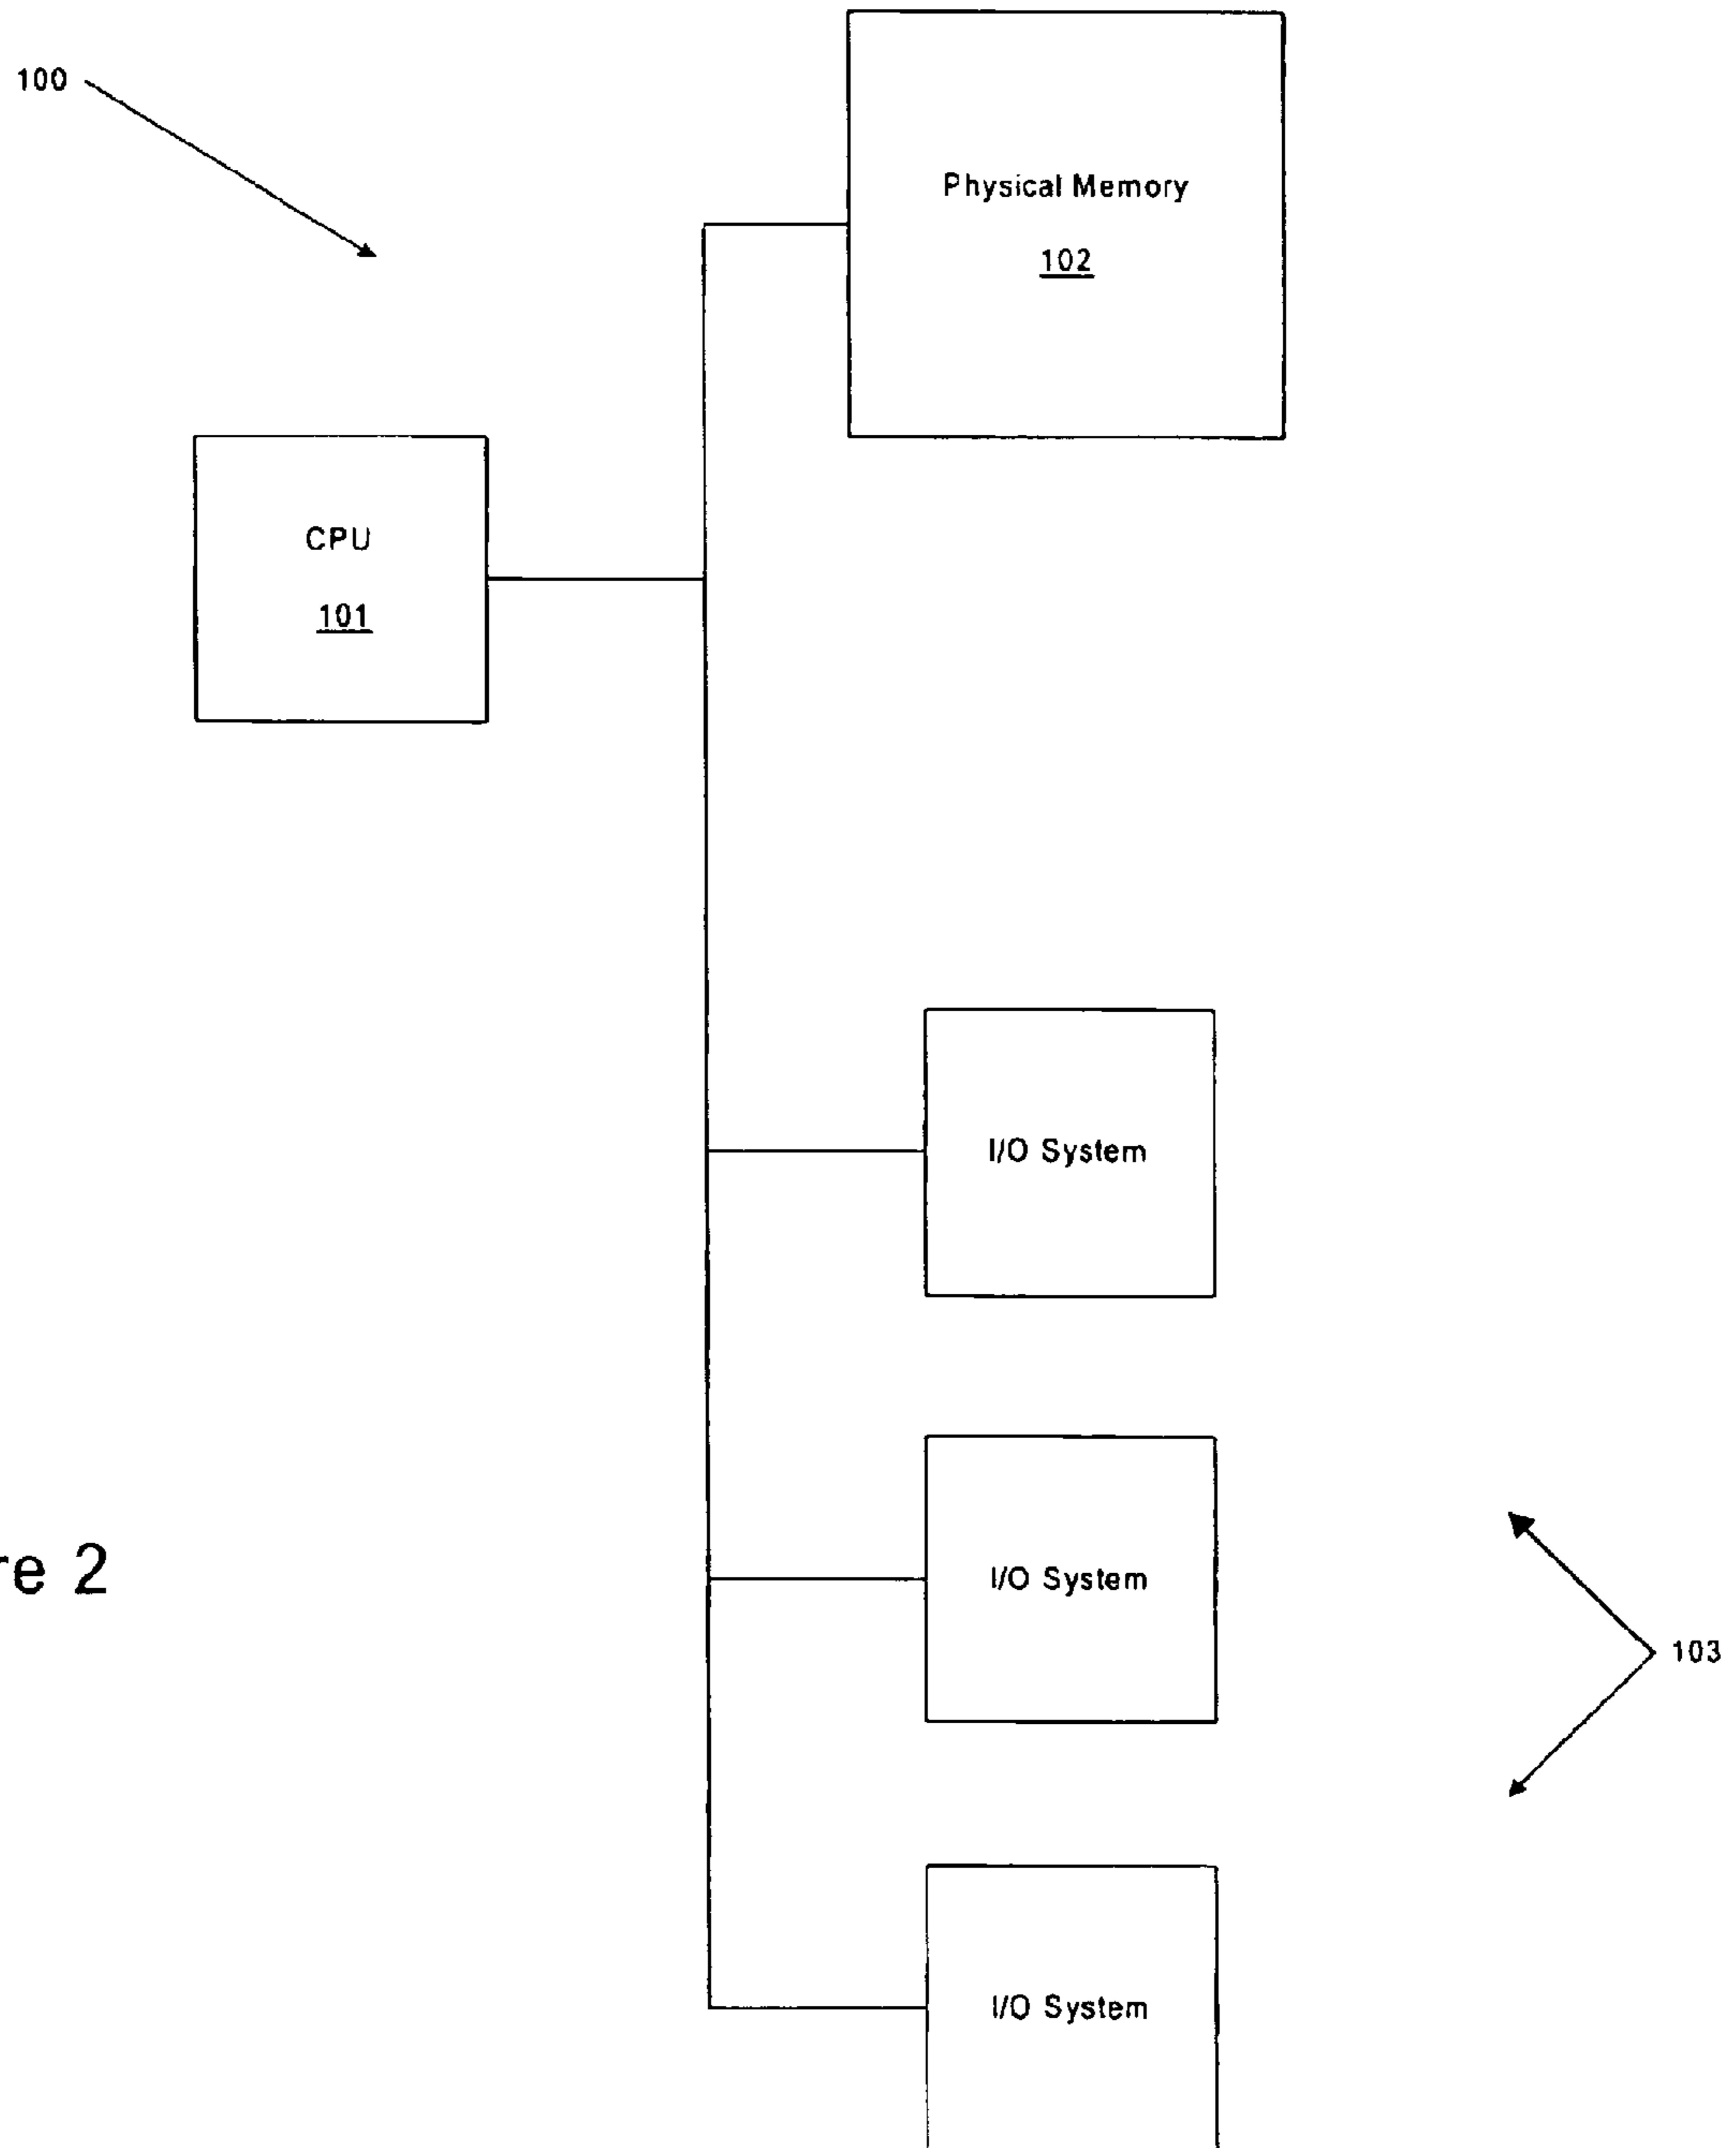 100
Physical Memory
102
CPU
101
I/O System
I/O System
re 2
103
I/O System